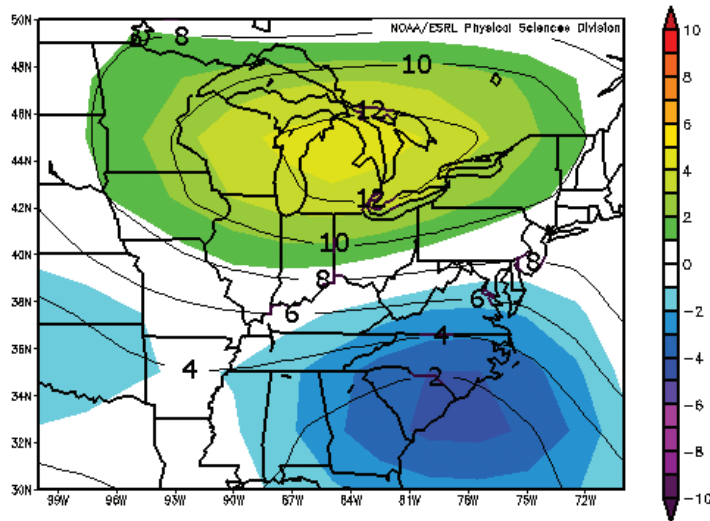 NOAA/ESRL Physical Sciences Division
50N
48N
46N
44N
42N
40N
38N
36N
34N
32N
30N
99W 96W 93W 90W 87W 84W 81W 78W 75W 72W
8
10
12
12
10
8
8
6
6
4
4
2
10
8
6
4
2
0
-2
-4
-6
-8
-10